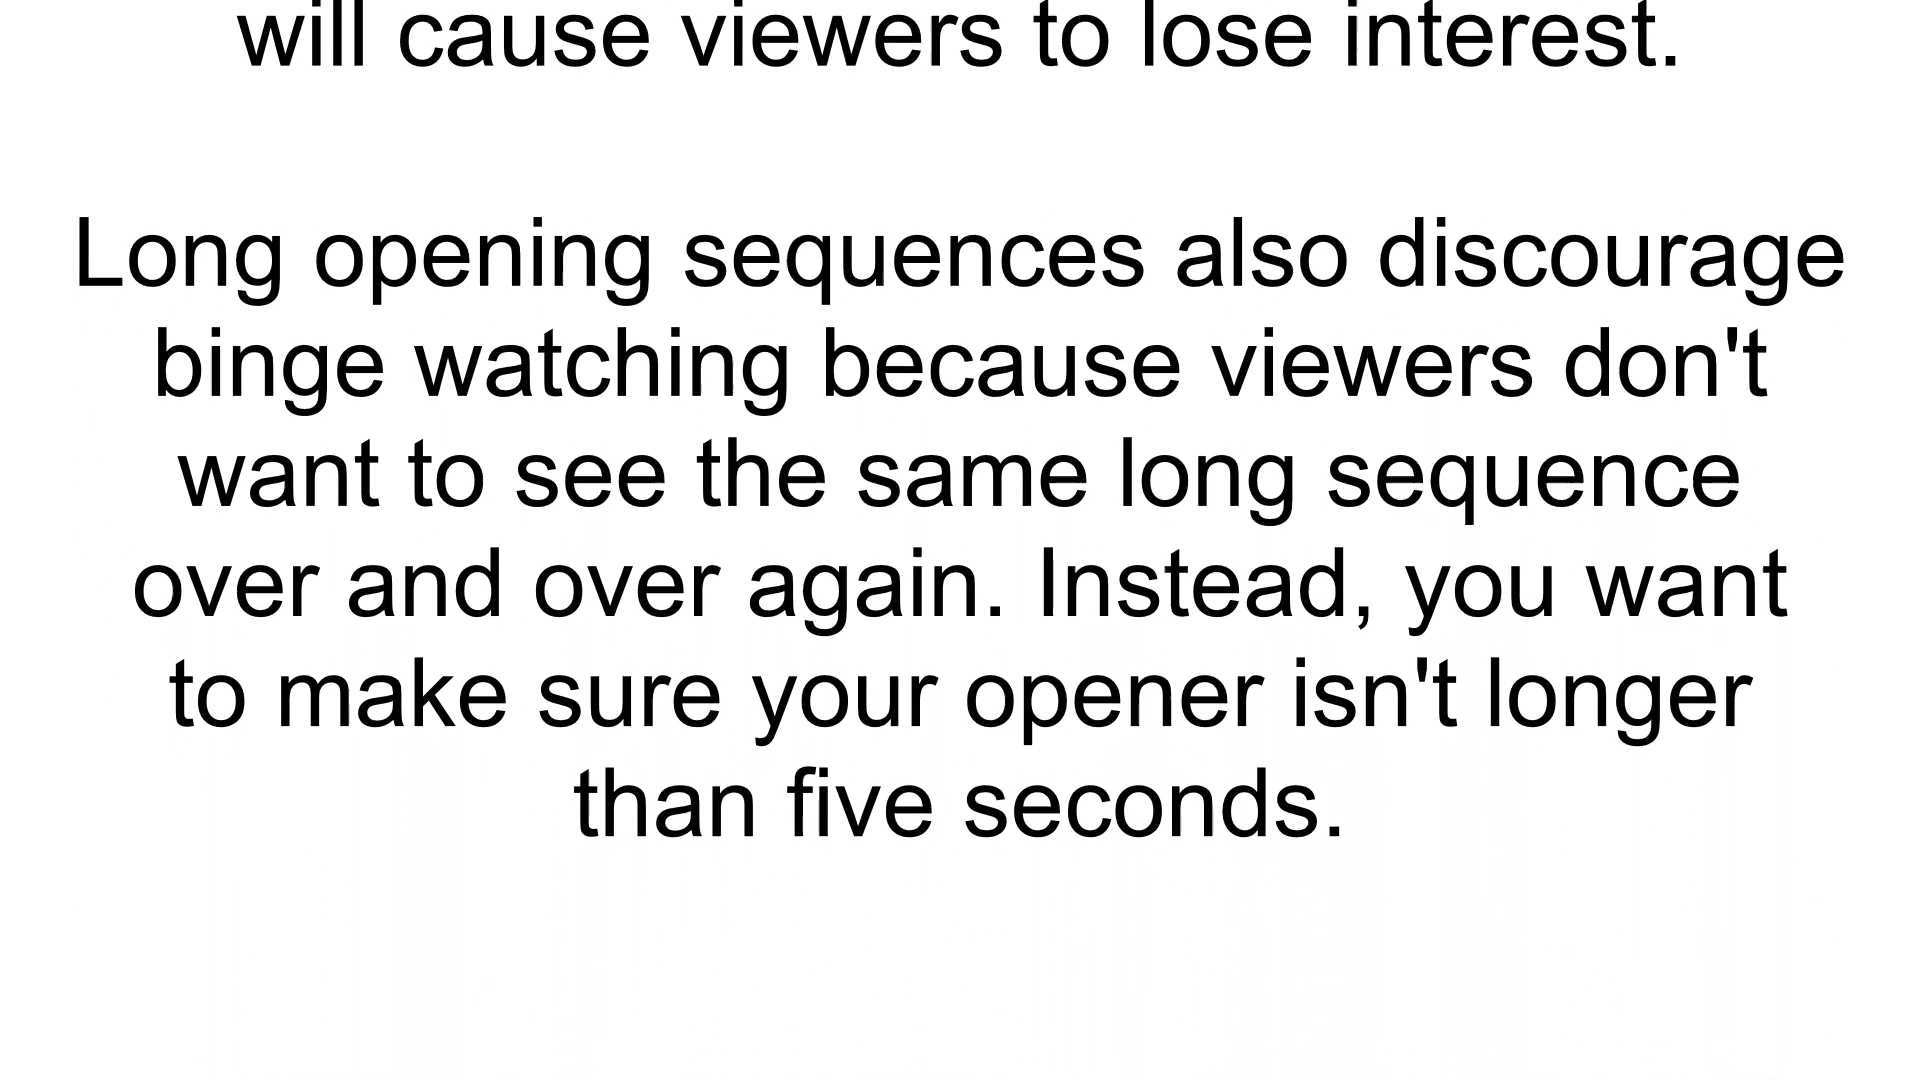 will cause viewers to lose interest.
Long opening sequences also discourage
binge watching because viewers don't
want to see the same long sequence
over and over again. Instead, you want
to make sure your opener isn't longer
than five seconds.